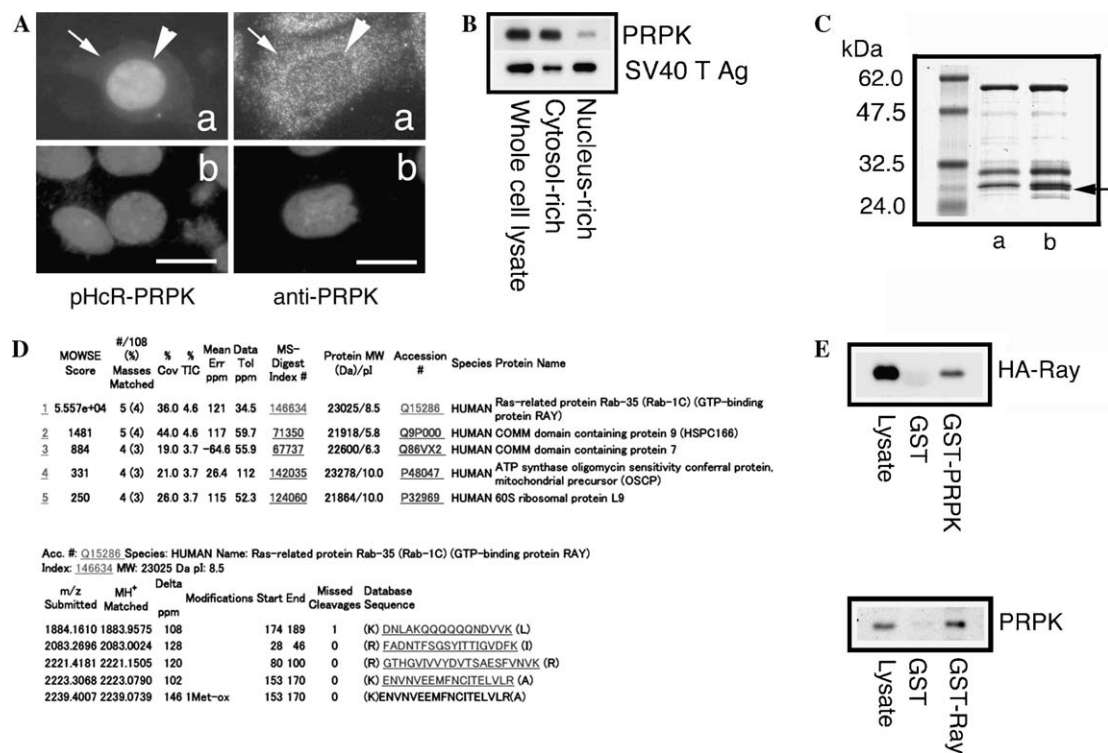 A
a
a
b
b
pHcR-PRPK
anti-PRPK
B
PRPK
SV40 T Ag
Whole cell lysate
Cytosol-rich
Nucleus-rich
C
kDa
62.0
47.5
32.5
24.0
a
b
D
MOWSE Score #/108 (%) Masses Matched % Cov % TIC Mean Err ppm Data Tol ppm MS-Digest Index # Protein MW (Da)/pI Accession # Species Protein Name
1 5.557e+04 5 (4) 36.0 4.6 121 34.5 146634 23025/8.5 Q15286 HUMAN Ras-related protein Rab-35 (Rab-1C) (GTP-binding protein RAY)
2 1481 5 (4) 44.0 4.6 117 59.7 71350 21918/5.8 Q9P000 HUMAN COMM domain containing protein 9 (HSPC166)
3 884 4 (3) 19.0 3.7 -64.6 55.9 67737 22600/6.3 Q86VX2 HUMAN COMM domain containing protein 7
4 331 4 (3) 21.0 3.7 26.4 112 142035 23278/10.0 P48047 HUMAN ATP synthase oligomycin sensitivity conferral protein, mitochondrial precursor (OSCP)
5 250 4 (3) 26.0 3.7 115 52.3 124060 21864/10.0 P32969 HUMAN 60S ribosomal protein L9
Acc. #: Q15286 Species: HUMAN Name: Ras-related protein Rab-35 (Rab-1C) (GTP-binding protein RAY)
Index: 146634 MW: 23025 Da pI: 8.5
m/z Submitted MH+ Matched Delta ppm Modifications Start End Missed Cleavages Database Sequence
1884.1610 1883.9575 108 174 189 1 (K) DNLAKQQQQQQNDVVK (L)
2083.2696 2083.0024 128 28 46 0 (R) FADNTFSGSYITTIGVDFK (I)
2221.4181 2221.1505 120 80 100 0 (R) GTHGVIVVYDVTSAESFVNVK (R)
2223.3068 2223.0790 102 153 170 0 (K) ENVNVEEMFNCITELVLR (A)
2239.4007 2239.0739 146 1Met-ox 153 170 0 (K)ENVNVEEMFNCITELVLR(A)
E
HA-Ray
Lysate
GST
GST-PRPK
PRPK
Lysate
GST
GST-Ray